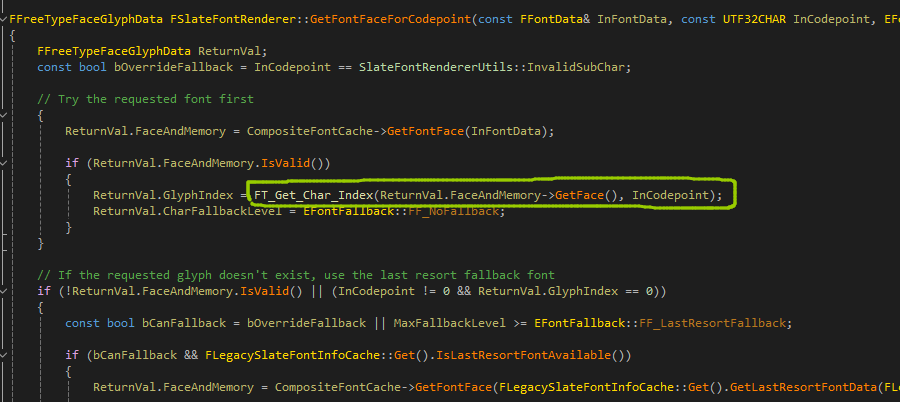 FFreeTypeFaceGlyphData FSlateFontRenderer::GetFontFaceForCodepoint(const FFontData& InFontData, const UTF32CHAR InCodepoint, EFo
{
FFreeTypeFaceGlyphData ReturnVal;
const bool bOverrideFallback = InCodepoint == SlateFontRendererUtils::InvalidSubChar;
// Try the requested font first
{
ReturnVal.FaceAndMemory = CompositeFontCache->GetFontFace(InFontData);
if (ReturnVal.FaceAndMemory.IsValid())
{
ReturnVal.GlyphIndex = FT_Get_Char_Index(ReturnVal.FaceAndMemory->GetFace(), InCodepoint);
ReturnVal.CharFallbackLevel = EFontFallback::FF_NoFallback;
}
}
// If the requested glyph doesn't exist, use the last resort fallback font
if (!ReturnVal.FaceAndMemory.IsValid() || (InCodepoint != 0 && ReturnVal.GlyphIndex == 0))
{
const bool bCanFallback = bOverrideFallback || MaxFallbackLevel >= EFontFallback::FF_LastResortFallback;
if (bCanFallback && FLegacySlateFontInfoCache::Get().IsLastResortFontAvailable())
{
ReturnVal.FaceAndMemory = CompositeFontCache->GetFontFace(FLegacySlateFontInfoCache::Get().GetLastResortFontData(FLe